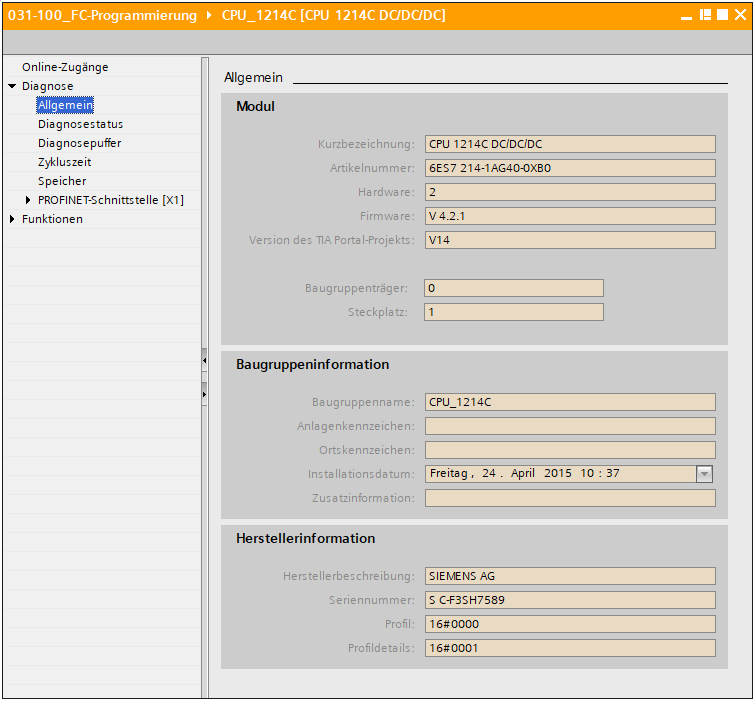 031-100_FC-Programmierung CPU_1214C [CPU 1214C DC/DC/DC]
Online-Zugänge
Diagnose
Allgemein
Diagnosestatus
Diagnosepuffer
Zykluszeit
Speicher
PROFINET-Schnittstelle [X1]
Funktionen
Allgemein
Modul
Kurzbezeichnung: CPU 1214C DC/DC/DC
Artikelnummer: 6ES7 214-1AG40-0XB0
Hardware: 2
Firmware: V 4.2.1
Version des TIA Portal-Projekts: V14
Baugruppenträger: 0
Steckplatz: 1
Baugruppeninformation
Baugruppenname: CPU_1214C
Anlagenkennzeichen:
Ortskennzeichen:
Installationsdatum: Freitag, 24. April 2015 10:37
Zusatzinformation:
Herstellerinformation
Herstellerbeschreibung: SIEMENS AG
Seriennummer: S C-F3SH7589
Profil: 16#0000
Profildetails: 16#0001